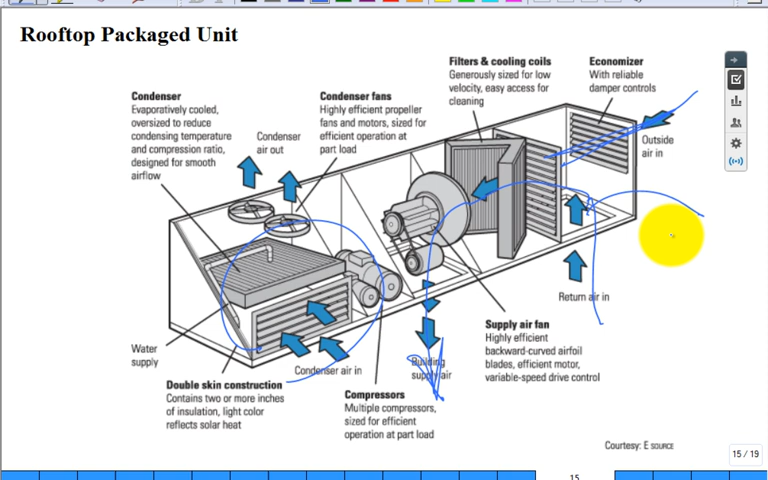 Rooftop Packaged Unit
Filters & cooling coils
Generously sized for low
velocity, easy access for
cleaning
Economizer
With reliable
damper controls
Condenser
Evaporatively cooled,
oversized to reduce
condensing temperature
and compression ratio,
designed for smooth
airflow
Condenser
air out
Condenser fans
Highly efficient propeller
fans and motors, sized for
efficient operation at
part load
Outside
air in
Return air in
Water
supply
Condenser air in
Building
supply air
Supply air fan
Highly efficient
backward-curved airfoil
blades, efficient motor,
variable-speed drive control
Double skin construction
Contains two or more inches
of insulation, light color
reflects solar heat
Compressors
Multiple compressors,
sized for efficient
operation at part load
Courtesy: E SOURCE
15 / 19
15